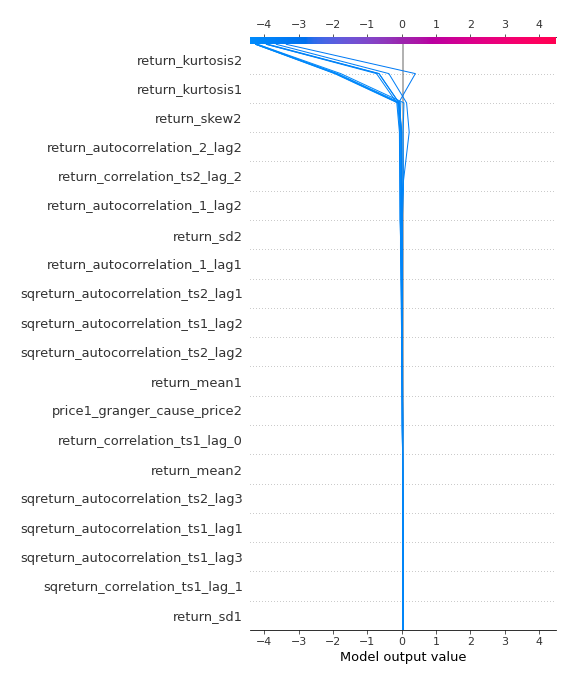 −4 −3 −2 −1 0 1 2 3 4
return_kurtosis2
return_kurtosis1
return_skew2
return_autocorrelation_2_lag2
return_correlation_ts2_lag_2
return_autocorrelation_1_lag2
return_sd2
return_autocorrelation_1_lag1
sqreturn_autocorrelation_ts2_lag1
sqreturn_autocorrelation_ts1_lag2
sqreturn_autocorrelation_ts2_lag2
return_mean1
price1_granger_cause_price2
return_correlation_ts1_lag_0
return_mean2
sqreturn_autocorrelation_ts2_lag3
sqreturn_autocorrelation_ts1_lag1
sqreturn_autocorrelation_ts1_lag3
sqreturn_correlation_ts1_lag_1
return_sd1
−4 −3 −2 −1 0 1 2 3 4
Model output value